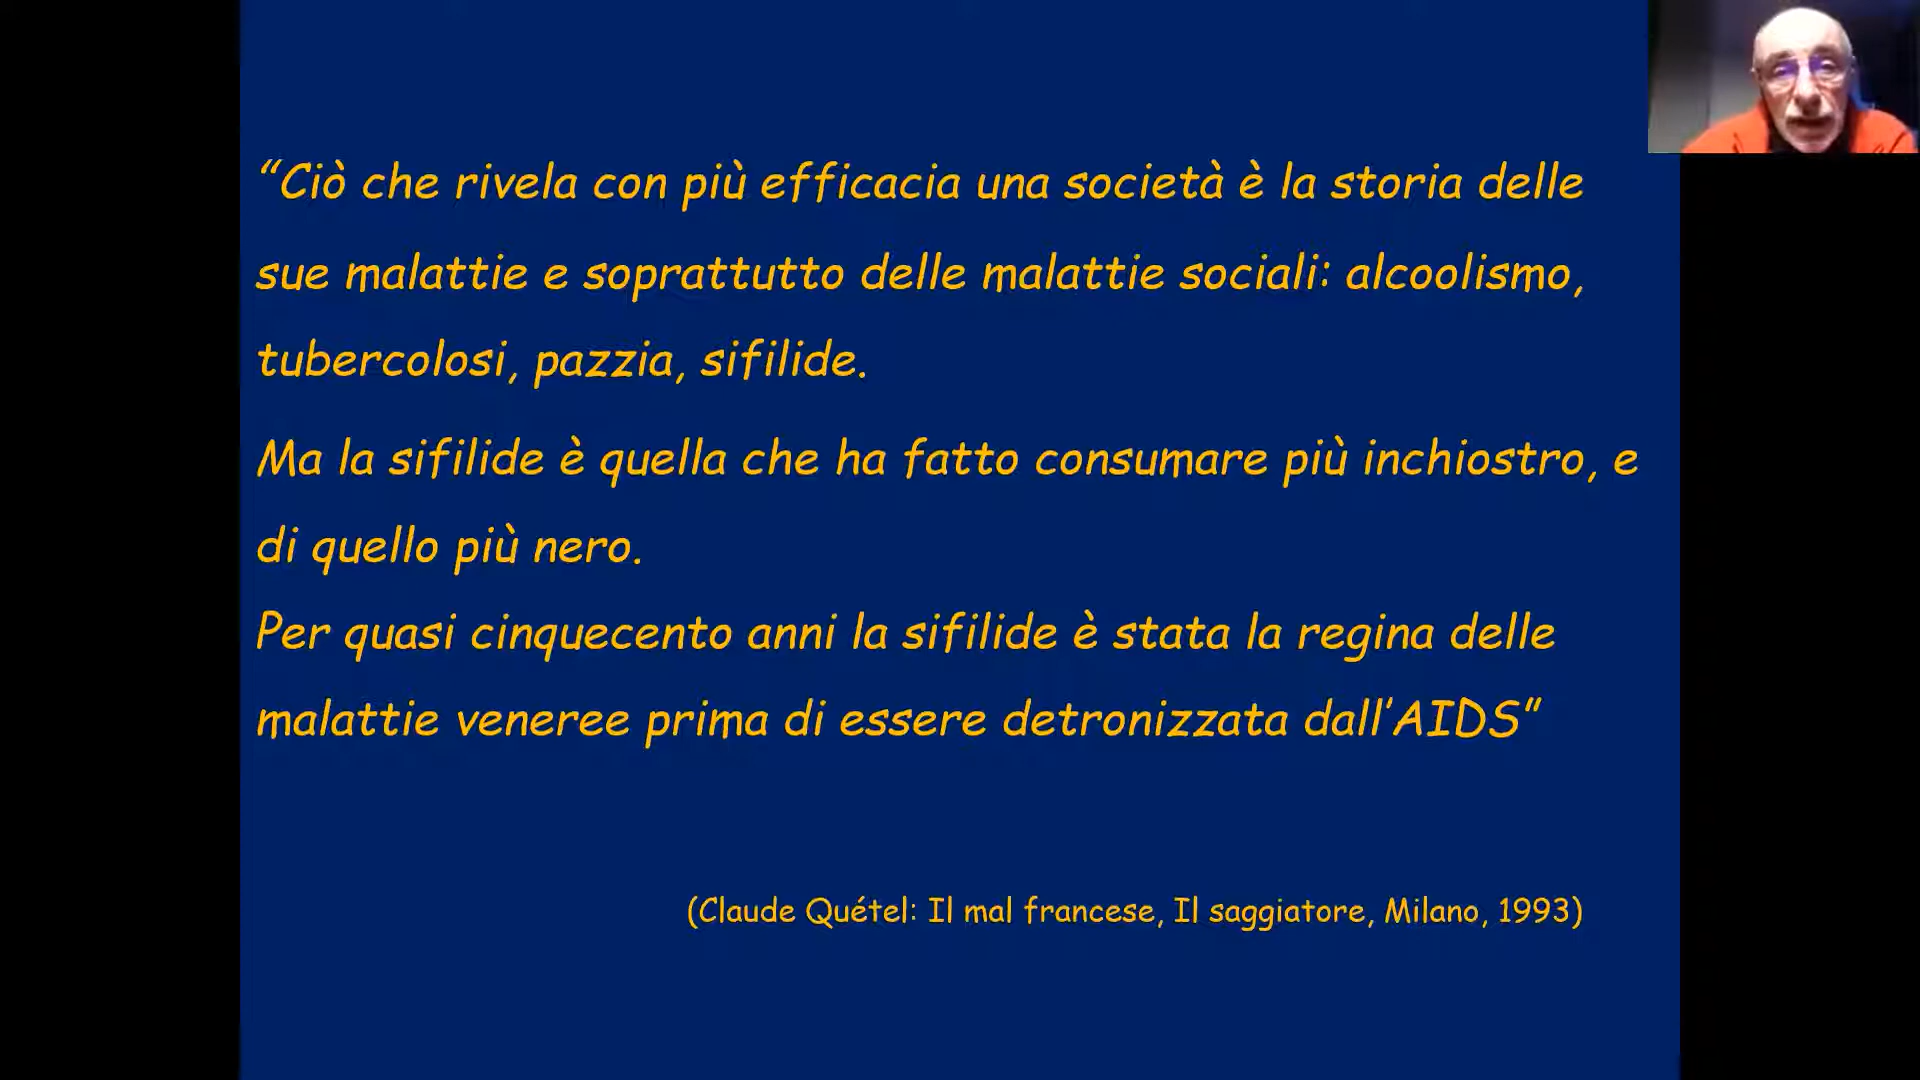 “Ciò che rivela con più efficacia una società è la storia delle
sue malattie e soprattutto delle malattie sociali: alcoolismo,
tubercolosi, pazzia, sifilide.
Ma la sifilide è quella che ha fatto consumare più inchiostro, e
di quello più nero.
Per quasi cinquecento anni la sifilide è stata la regina delle
malattie veneree prima di essere detronizzata dall’AIDS”
(Claude Quétel: Il mal francese, Il saggiatore, Milano, 1993)